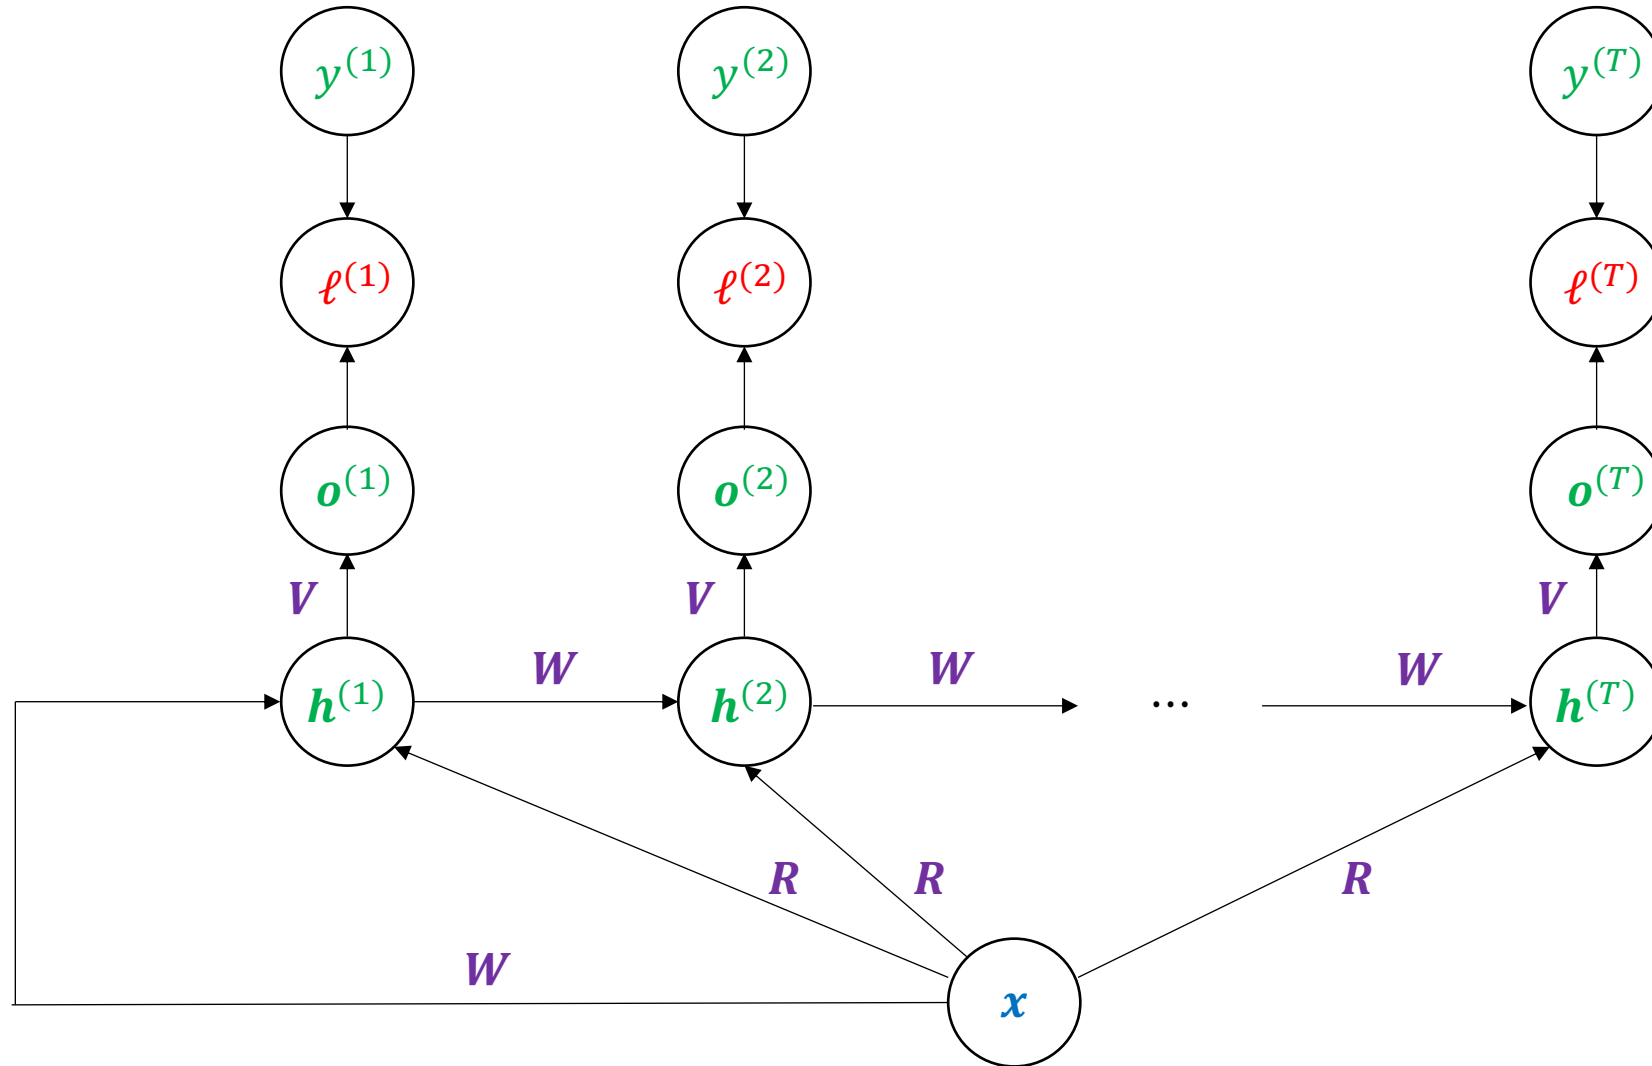 y^(1) y^(2) y^(T)
ℓ^(1) ℓ^(2) ℓ^(T)
o^(1) o^(2) o^(T)
V V V
W W W
h^(1) h^(2) ... h^(T)
R R R
W
x